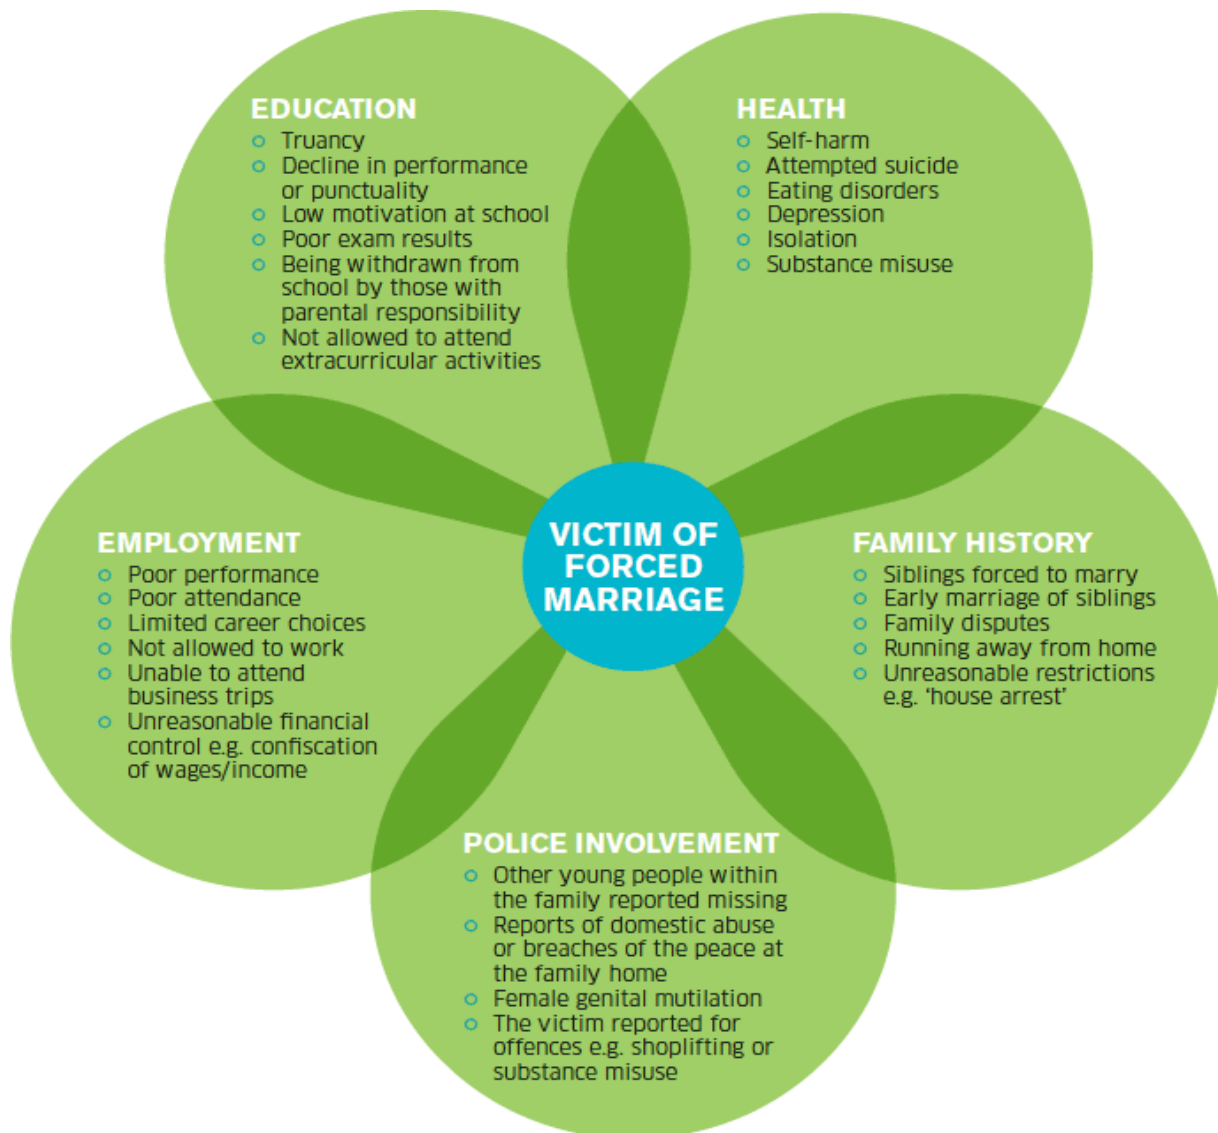 EDUCATION
Truancy
Decline in performance
or punctuality
Low motivation at school
Poor exam results
Being withdrawn from
school by those with
parental responsibility
Not allowed to attend
extracurricular activities
HEALTH
Self-harm
Attempted suicide
Eating disorders
Depression
Isolation
Substance misuse
VICTIM OF
FORCED
MARRIAGE
EMPLOYMENT
Poor performance
Poor attendance
Limited career choices
Not allowed to work
Unable to attend
business trips
Unreasonable financial
control e.g. confiscation
of wages/income
FAMILY HISTORY
Siblings forced to marry
Early marriage of siblings
Family disputes
Running away from home
Unreasonable restrictions
e.g. ‘house arrest’
POLICE INVOLVEMENT
Other young people within
the family reported missing
Reports of domestic abuse
or breaches of the peace at
the family home
Female genital mutilation
The victim reported for
offences e.g. shoplifting or
substance misuse